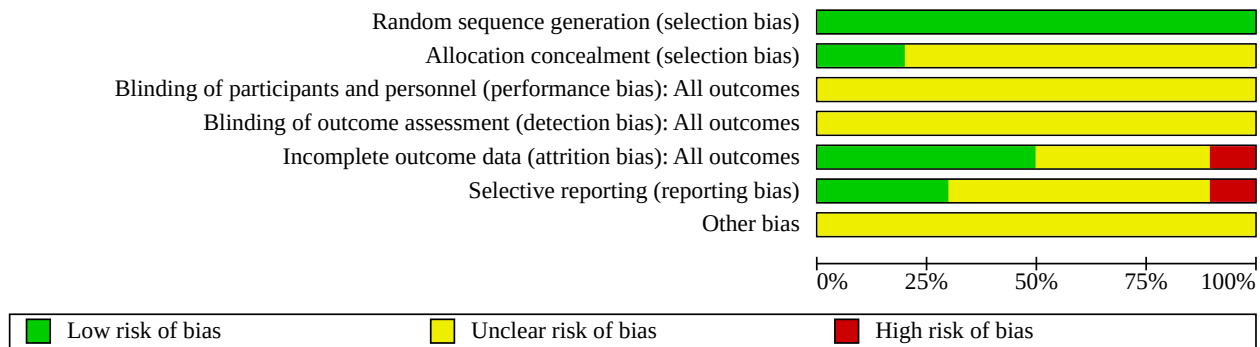 Random sequence generation (selection bias)
Allocation concealment (selection bias)
Blinding of participants and personnel (performance bias): All outcomes
Blinding of outcome assessment (detection bias): All outcomes
Incomplete outcome data (attrition bias): All outcomes
Selective reporting (reporting bias)
Other bias
0% 25% 50% 75% 100%
Low risk of bias Unclear risk of bias High risk of bias